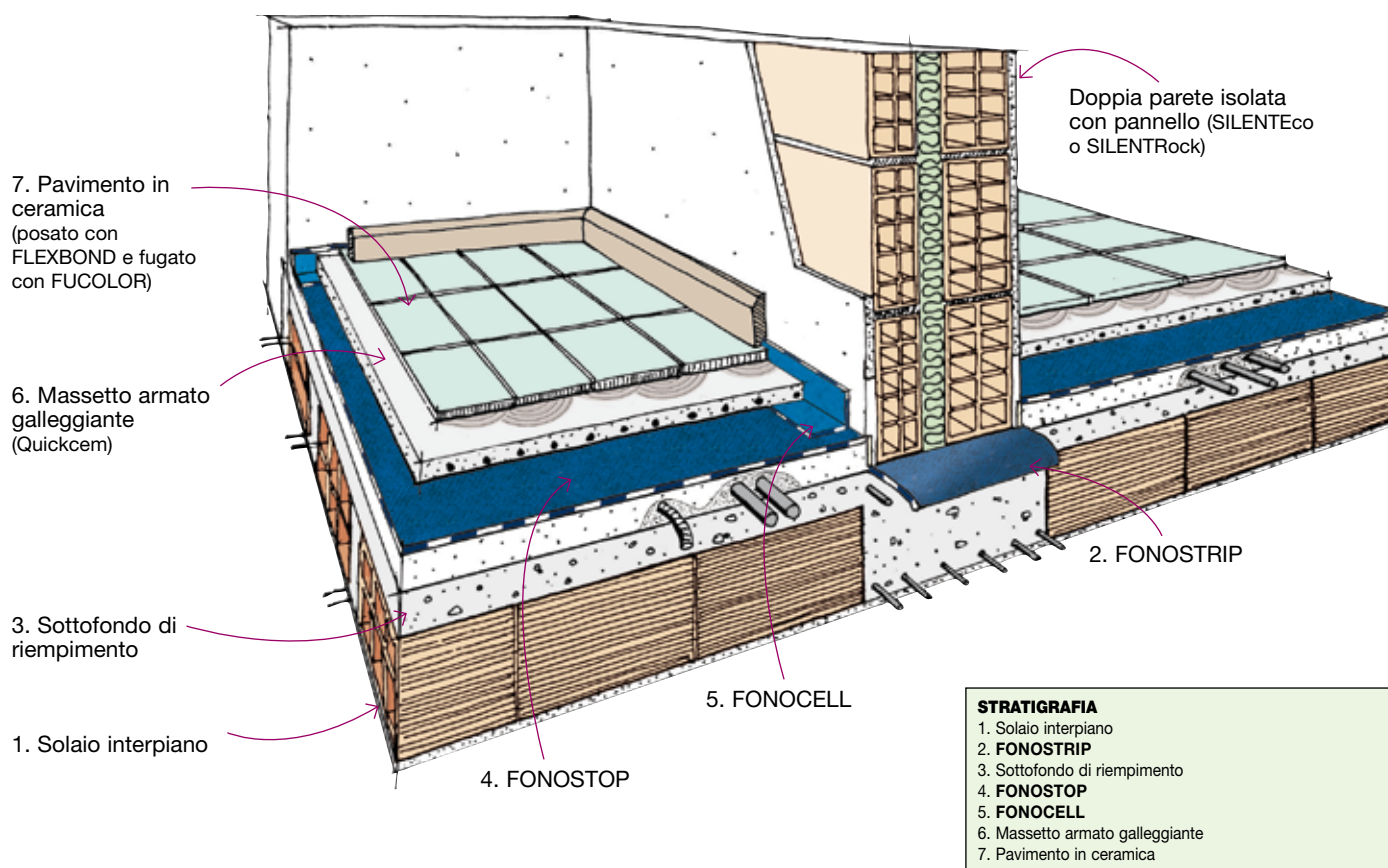 Doppia parete isolata
con pannello (SILENTEco
o SILENTRock)
7. Pavimento in
ceramica
(posato con
FLEXBOND e fugato
con FUCOLOR)
6. Massetto armato
galleggiante
(Quickcem)
2. FONOSTRIP
3. Sottofondo di
riempimento
5. FONOCELL
1. Solaio interpiano
4. FONOSTOP
STRATIGRAFIA
1. Solaio interpiano
2. FONOSTRIP
3. Sottofondo di riempimento
4. FONOSTOP
5. FONOCELL
6. Massetto armato galleggiante
7. Pavimento in ceramica